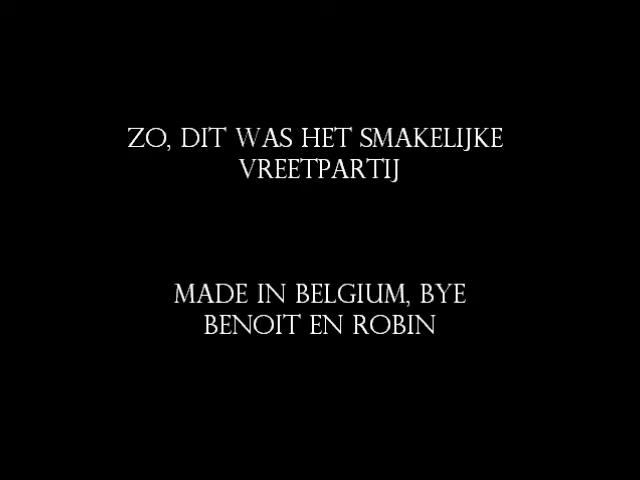 ZO, DIT WAS HET SMAKELIJKE
VREETPARTIJ
MADE IN BELGIUM, BYE
BENOIT EN ROBIN